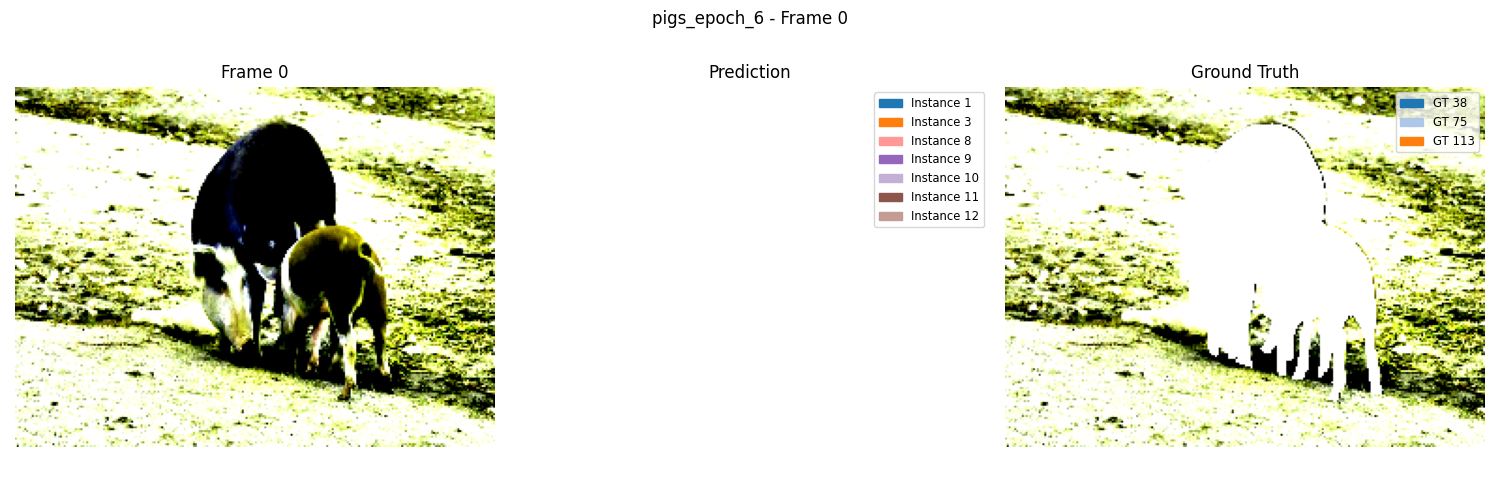 pigs_epoch_6 - Frame 0
Frame 0
Prediction
Ground Truth
Instance 1
Instance 3
Instance 8
Instance 9
Instance 10
Instance 11
Instance 12
GT 38
GT 75
GT 113